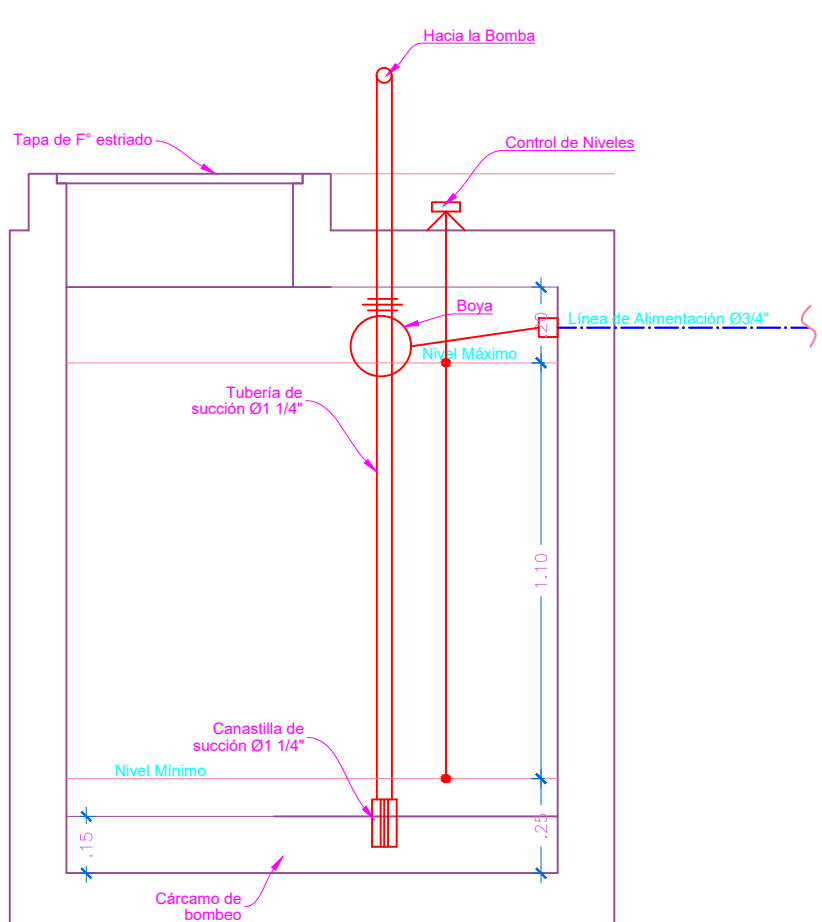 Hacia la Bomba
Tapa de F° estriado
Control de Niveles
Boya
Línea de Alimentación Ø3/4"
.20
Nivel Máximo
Tubería de
succión Ø1 1/4"
1.10
Canastilla de
succión Ø1 1/4"
Nivel Mínimo
.15
.25
Cárcamo de
bombeo